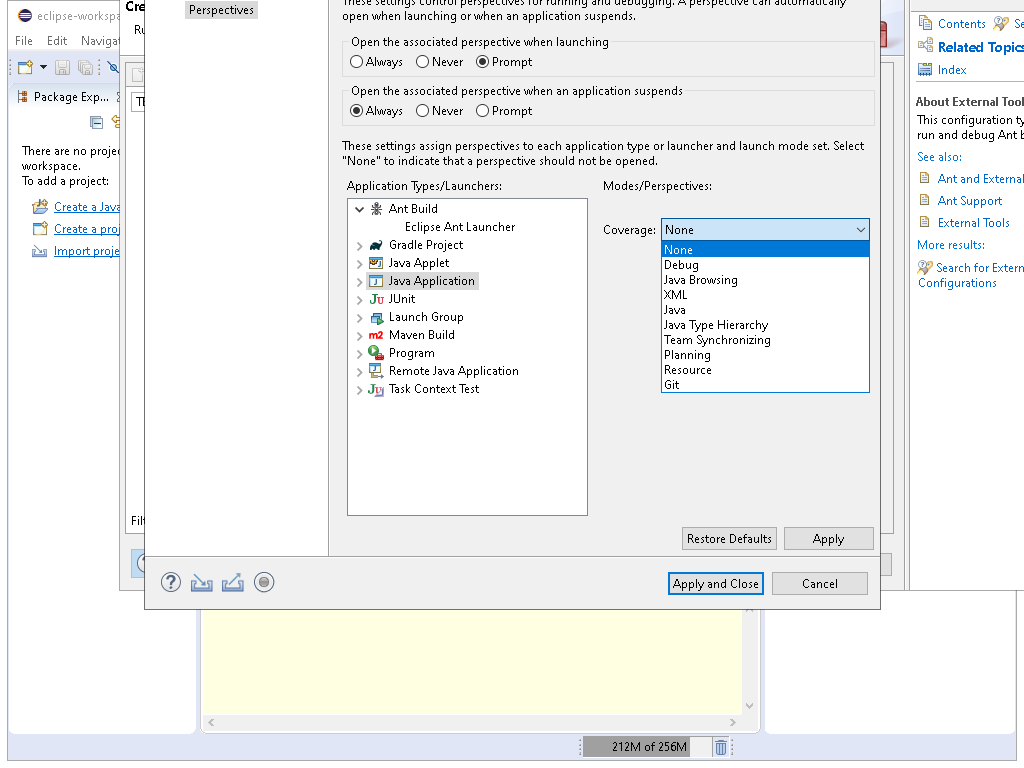 eclipse-workspa
File Edit Naviga
Package Exp...
There are no proje
workspace.
To add a project:
Create a Java
Create a proj
Import proje
Cre
Ru
Filt
Perspectives
These settings control perspectives for running and debugging. A perspective can automatically
open when launching or when an application suspends.
Open the associated perspective when launching
Always Never Prompt
Open the associated perspective when an application suspends
Always Never Prompt
These settings assign perspectives to each application type or launcher and launch mode set. Select
"None" to indicate that a perspective should not be opened.
Application Types/Launchers:
Ant Build
Eclipse Ant Launcher
Gradle Project
Java Applet
Java Application
JUnit
Launch Group
m2 Maven Build
Program
Remote Java Application
Task Context Test
Modes/Perspectives:
Coverage: None
None
Debug
Java Browsing
XML
Java
Java Type Hierarchy
Team Synchronizing
Planning
Resource
Git
Restore Defaults Apply
Apply and Close Cancel
Contents Se
Related Topics
Index
About External Tool
This configuration ty
run and debug Ant b
See also:
Ant and External
Ant Support
External Tools
More results:
Search for Extern
Configurations
212M of 256M